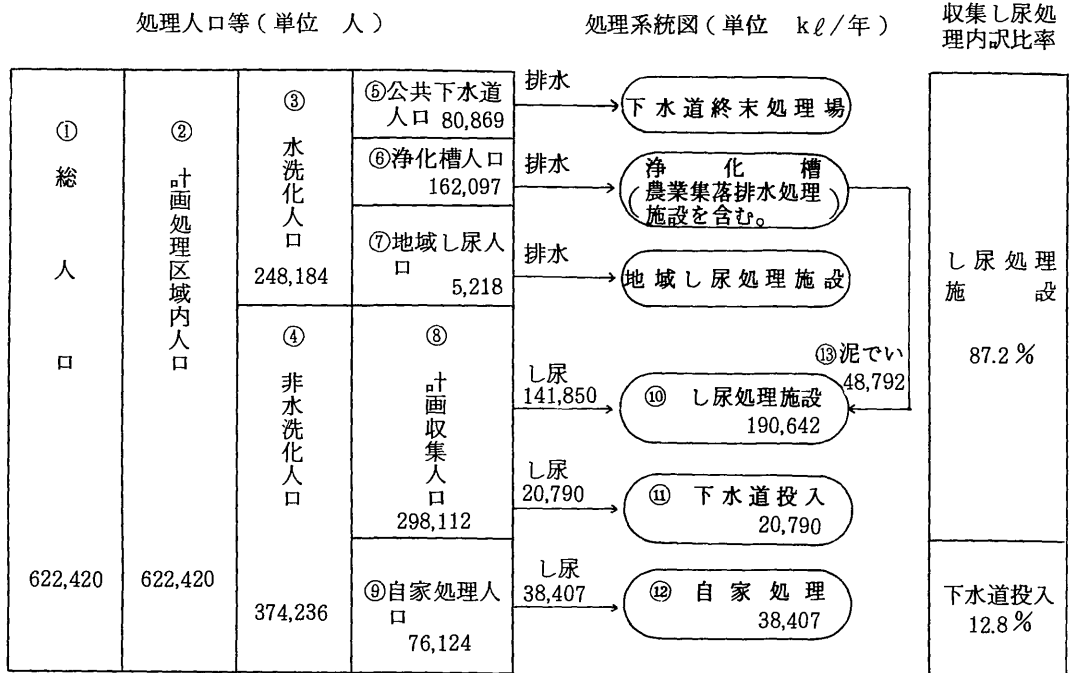 処理人口等(単位 人)
処理系統図(単位 kℓ/年)
収集し尿処
理内訳比率
① 総人口
622,420
② 計画処理区域内人口
622,420
③ 水洗化人口
248,184
④ 非水洗化人口
374,236
⑤公共下水道
人口 80,869
⑥浄化槽人口
162,097
⑦地域し尿人
口
5,218
⑧ 計画収集人口
298,112
⑨自家処理人
口
76,124
排水
下水道終末処理場
排水
浄化槽
(農業集落排水処理
施設を含む。)
排水
地域し尿処理施設
⑬泥でい
48,792
し尿
141,850
⑩ し尿処理施設
190,642
し尿
20,790
⑪ 下水道投入
20,790
し尿
38,407
⑫ 自家処理
38,407
し尿処理
施設
87.2%
下水道投入
12.8%